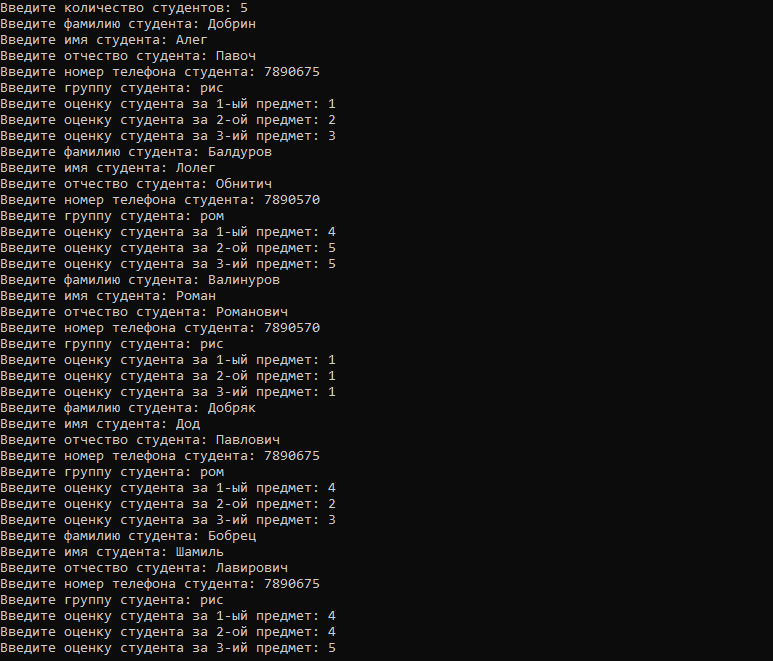 Введите количество студентов: 5
Введите фамилию студента: Добрин
Введите имя студента: Алег
Введите отчество студента: Павоч
Введите номер телефона студента: 7890675
Введите группу студента: рис
Введите оценку студента за 1-ый предмет: 1
Введите оценку студента за 2-ой предмет: 2
Введите оценку студента за 3-ий предмет: 3
Введите фамилию студента: Балдуров
Введите имя студента: Лолег
Введите отчество студента: Обнитич
Введите номер телефона студента: 7890570
Введите группу студента: ром
Введите оценку студента за 1-ый предмет: 4
Введите оценку студента за 2-ой предмет: 5
Введите оценку студента за 3-ий предмет: 5
Введите фамилию студента: Валинуров
Введите имя студента: Роман
Введите отчество студента: Романович
Введите номер телефона студента: 7890570
Введите группу студента: рис
Введите оценку студента за 1-ый предмет: 1
Введите оценку студента за 2-ой предмет: 1
Введите оценку студента за 3-ий предмет: 1
Введите фамилию студента: Добряк
Введите имя студента: Дод
Введите отчество студента: Павлович
Введите номер телефона студента: 7890675
Введите группу студента: ром
Введите оценку студента за 1-ый предмет: 4
Введите оценку студента за 2-ой предмет: 2
Введите оценку студента за 3-ий предмет: 3
Введите фамилию студента: Бобрец
Введите имя студента: Шамиль
Введите отчество студента: Лавирович
Введите номер телефона студента: 7890675
Введите группу студента: рис
Введите оценку студента за 1-ый предмет: 4
Введите оценку студента за 2-ой предмет: 4
Введите оценку студента за 3-ий предмет: 5